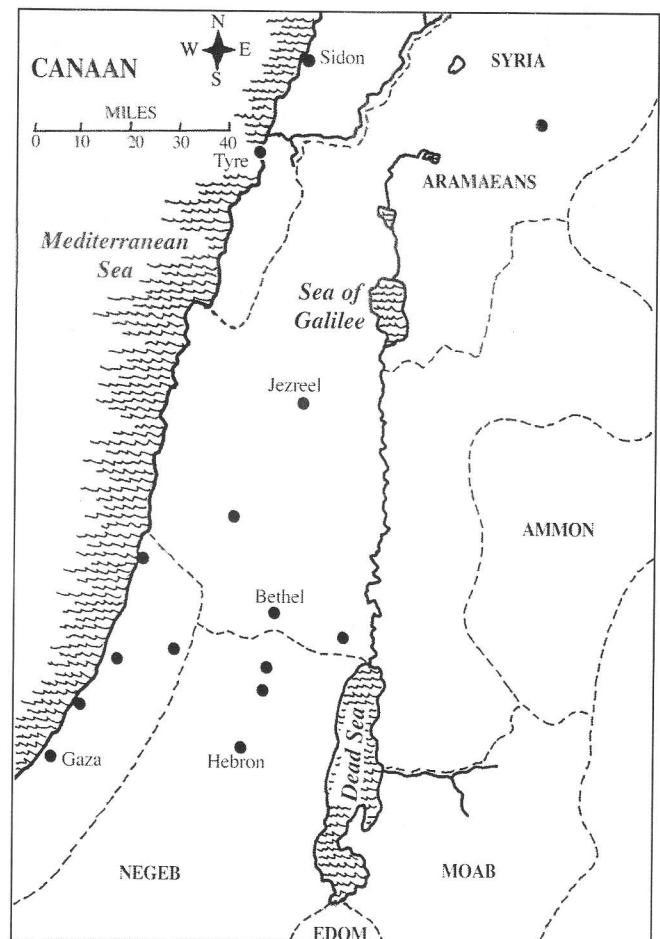 N
W E
S
CANAAN
MILES
0 10 20 30 40
Sidon
SYRIA
Tyre
ARAMAEANS
Mediterranean
Sea
Sea of
Galilee
Jezreel
AMMON
Bethel
Gaza
Hebron
Dead Sea
NEGEB
MOAB
EDOM